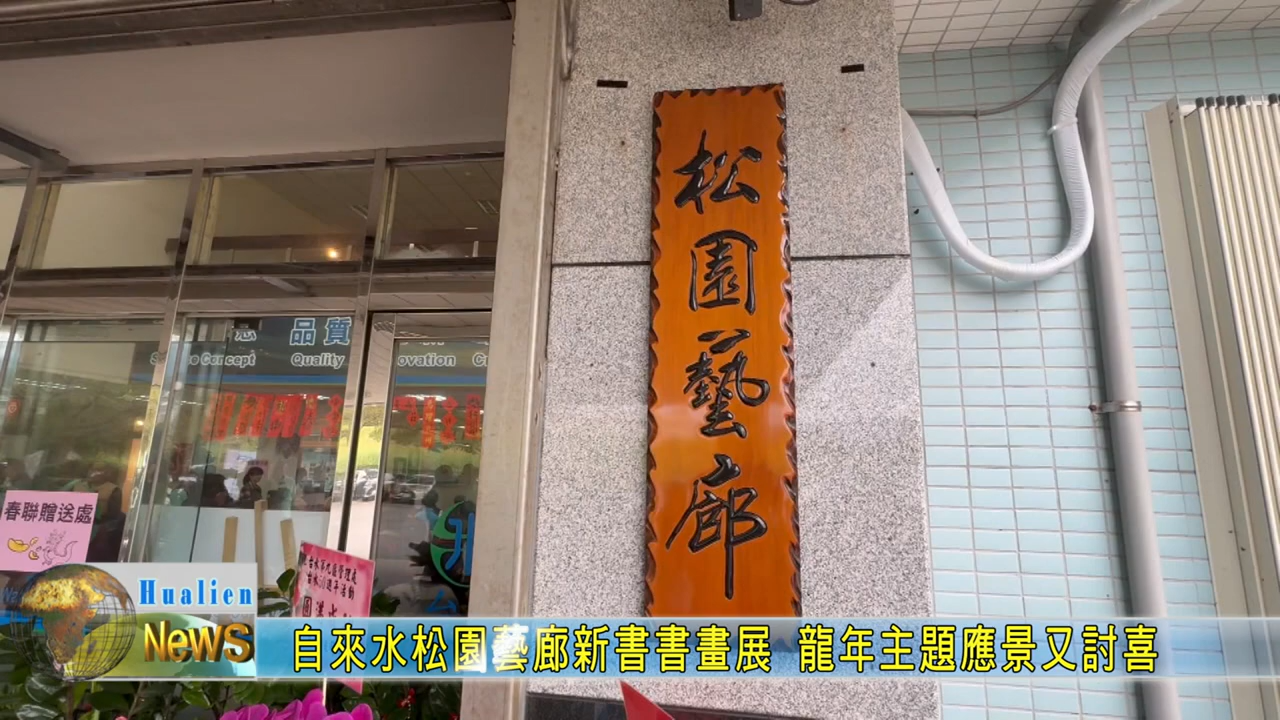 松園藝廊
品質
Quality
ovation
春聯贈送處
Hualien
News
自來水松園藝廊新書書畫展 龍年主題應景又討喜